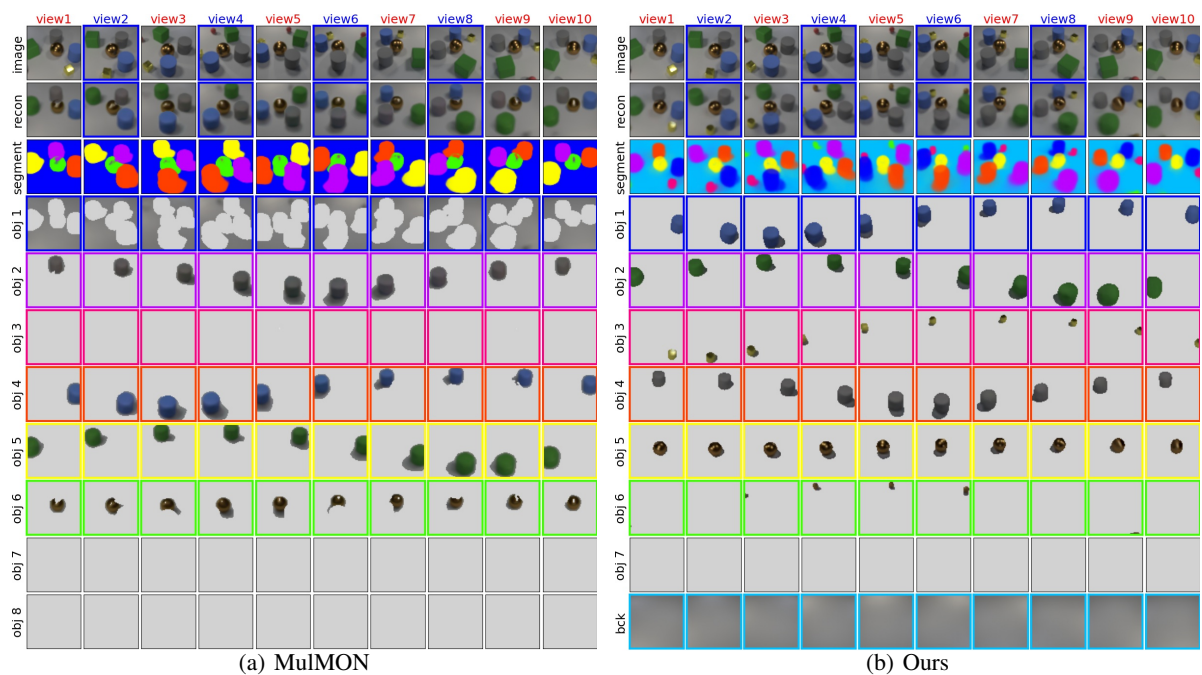 view1 view2 view3 view4 view5 view6 view7 view8 view9 view10
image
recon
segment
obj 1
obj 2
obj 3
obj 4
obj 5
obj 6
obj 7
obj 8
(a) MulMON
view1 view2 view3 view4 view5 view6 view7 view8 view9 view10
image
recon
segment
obj 1
obj 2
obj 3
obj 4
obj 5
obj 6
obj 7
bck
(b) Ours